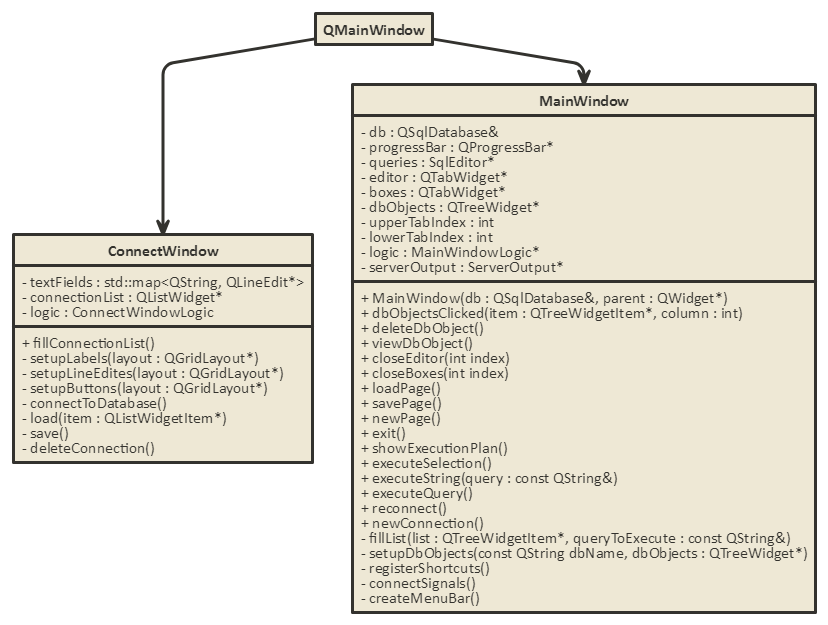 QMainWindow
MainWindow
- db : QSqlDatabase&
- progressBar : QProgressBar*
- queries : SqlEditor*
- editor : QTabWidget*
- boxes : QTabWidget*
- dbObjects : QTreeWidget*
- upperTabIndex : int
- lowerTabIndex : int
- logic : MainWindowLogic*
- serverOutput : ServerOutput*
+ MainWindow(db : QSqlDatabase&, parent : QWidget*)
+ dbObjectsClicked(item : QTreeWidgetItem*, column : int)
+ deleteDbObject()
+ viewDbObject()
+ closeEditor(int index)
+ closeBoxes(int index)
+ loadPage()
+ savePage()
+ newPage()
+ exit()
+ showExecutionPlan()
+ executeSelection()
+ executeString(query : const QString&)
+ executeQuery()
+ reconnect()
+ newConnection()
- fillList(list : QTreeWidgetItem*, queryToExecute : const QString&)
- setupDbObjects(const QString dbName, dbObjects : QTreeWidget*)
- registerShortcuts()
- connectSignals()
- createMenuBar()
ConnectWindow
- textFields : std::map<QString, QLineEdit*>
- connectionList : QListWidget*
- logic : ConnectWindowLogic
+ fillConnectionList()
- setupLabels(layout : QGridLayout*)
- setupLineEdites(layout : QGridLayout*)
- setupButtons(layout : QGridLayout*)
- connectToDatabase()
- load(item : QListWidgetItem*)
- save()
- deleteConnection()